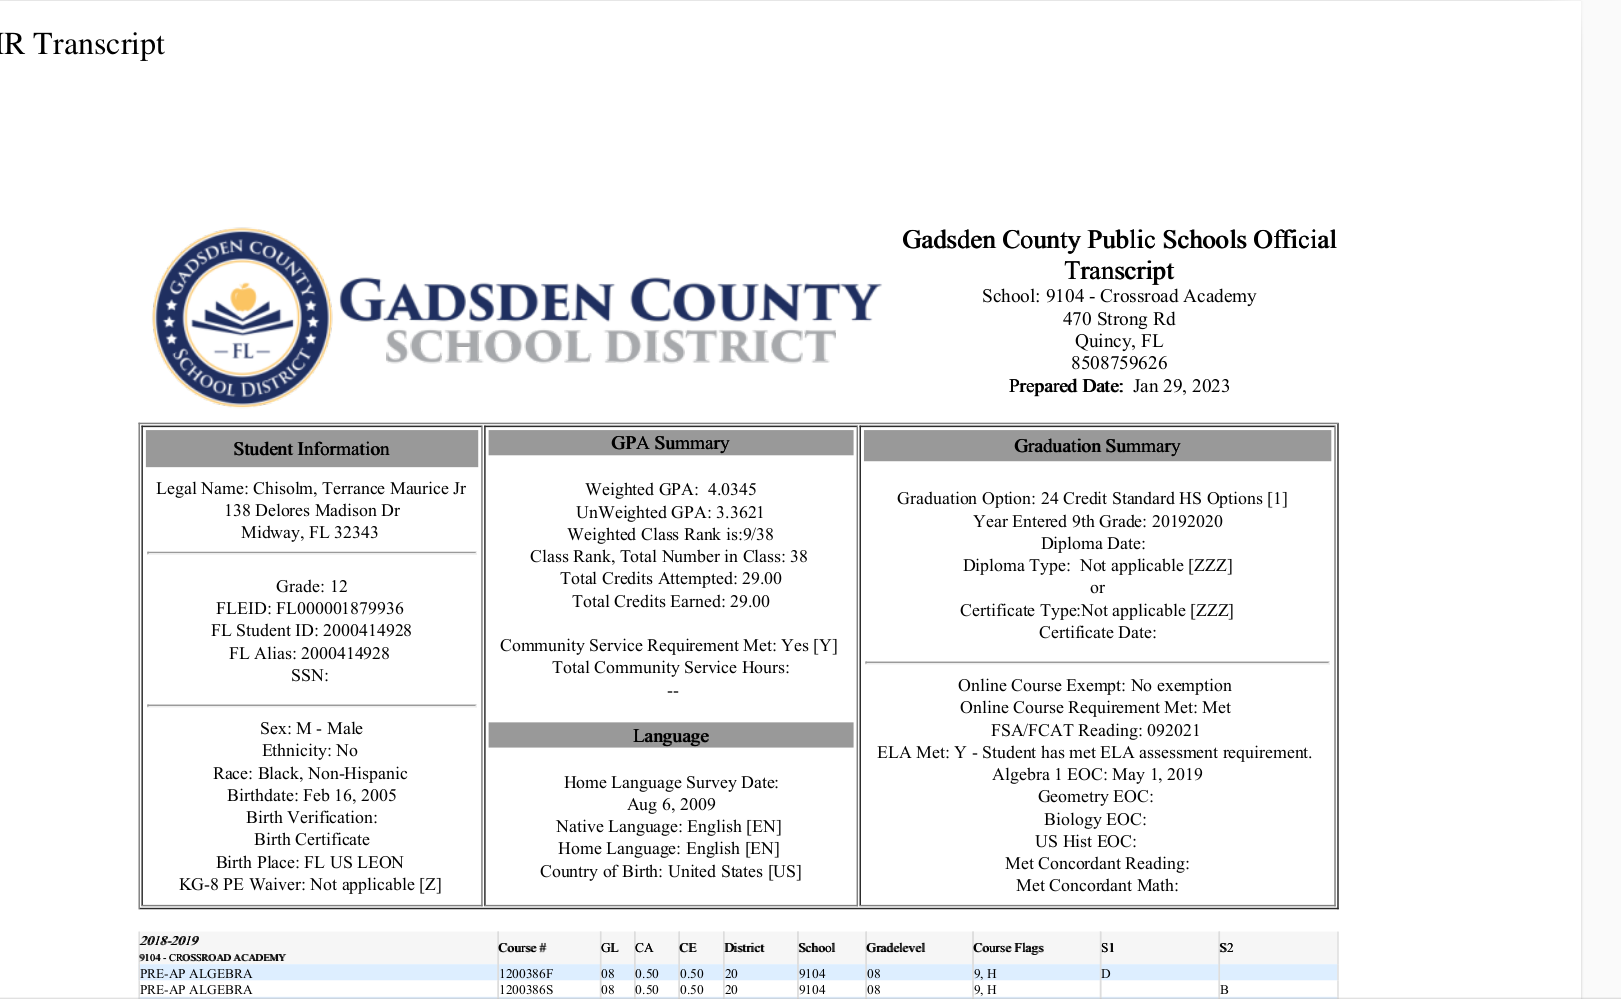 IR Transcript
GADSDEN COUNTY
FL
SCHOOL DISTRICT
GADSDEN COUNTY
SCHOOL DISTRICT
Gadsden County Public Schools Official
Transcript
School: 9104 - Crossroad Academy
470 Strong Rd
Quincy, FL
8508759626
Prepared Date: Jan 29, 2023
Student Information
Legal Name: Chisolm, Terrance Maurice Jr
138 Delores Madison Dr
Midway, FL 32343
Grade: 12
FLEID: FL000001879936
FL Student ID: 2000414928
FL Alias: 2000414928
SSN:
Sex: M - Male
Ethnicity: No
Race: Black, Non-Hispanic
Birthdate: Feb 16, 2005
Birth Verification:
Birth Certificate
Birth Place: FL US LEON
KG-8 PE Waiver: Not applicable [Z]
GPA Summary
Weighted GPA: 4.0345
UnWeighted GPA: 3.3621
Weighted Class Rank is:9/38
Class Rank, Total Number in Class: 38
Total Credits Attempted: 29.00
Total Credits Earned: 29.00
Community Service Requirement Met: Yes [Y]
Total Community Service Hours:
--
Language
Home Language Survey Date:
Aug 6, 2009
Native Language: English [EN]
Home Language: English [EN]
Country of Birth: United States [US]
Graduation Summary
Graduation Option: 24 Credit Standard HS Options [1]
Year Entered 9th Grade: 20192020
Diploma Date:
Diploma Type: Not applicable [ZZZ]
or
Certificate Type:Not applicable [ZZZ]
Certificate Date:
Online Course Exempt: No exemption
Online Course Requirement Met: Met
FSA/FCAT Reading: 092021
ELA Met: Y - Student has met ELA assessment requirement.
Algebra 1 EOC: May 1, 2019
Geometry EOC:
Biology EOC:
US Hist EOC:
Met Concordant Reading:
Met Concordant Math:
2018-2019
9104 - CROSSROAD ACADEMY
Course # GL CA CE District School Gradelevel Course Flags S1 S2
PRE-AP ALGEBRA 1200386F 08 0.50 0.50 20 9104 08 9, H D
PRE-AP ALGEBRA 1200386S 08 0.50 0.50 20 9104 08 9, H B